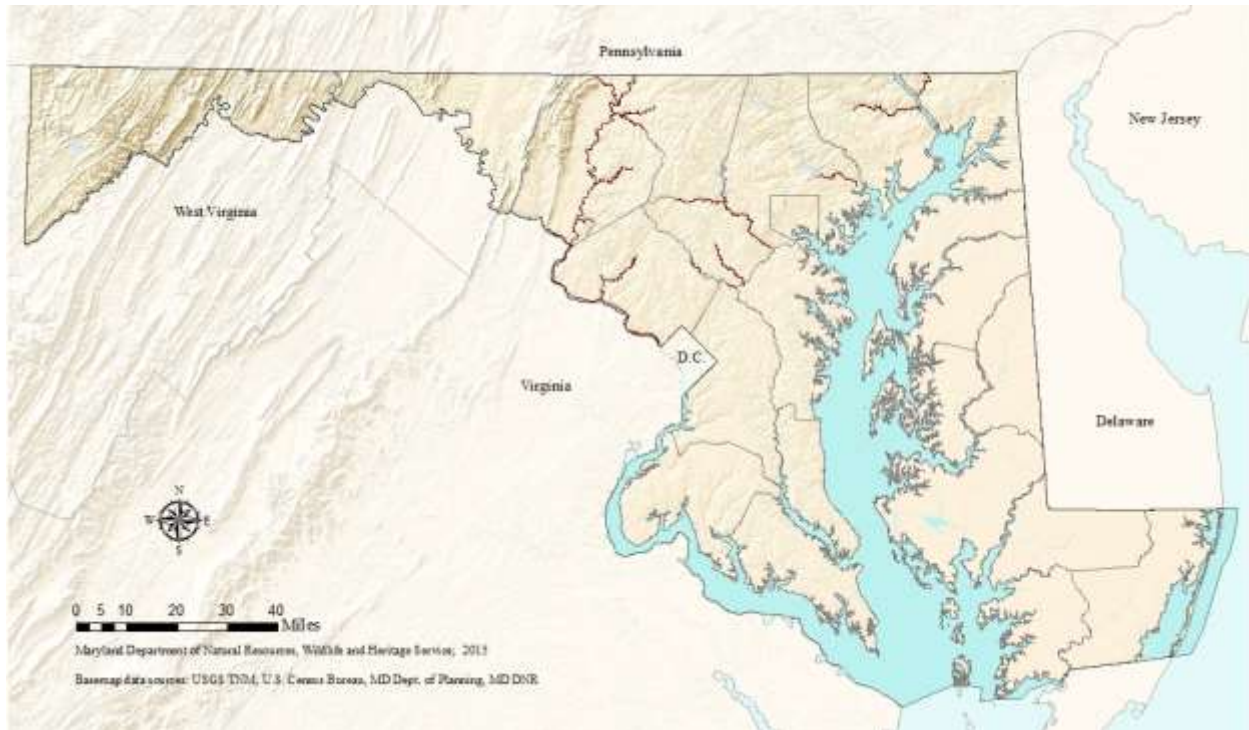 Pennsylvania
New Jersey
West Virginia
D.C.
Virginia
Delaware
N
W E
S
0 5 10 20 30 40
Miles
Maryland Department of Natural Resources, Wildlife and Heritage Service, 2015
Basemap data sources: USGS TNM, U.S. Census Bureau, MD Dept. of Planning, MD DNR